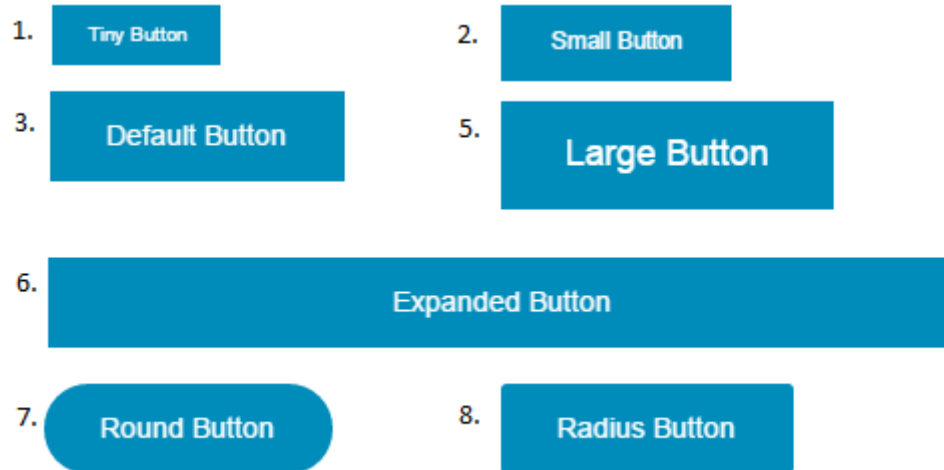 1. Tiny Button
2. Small Button
3. Default Button
5. Large Button
6. Expanded Button
7. Round Button
8. Radius Button